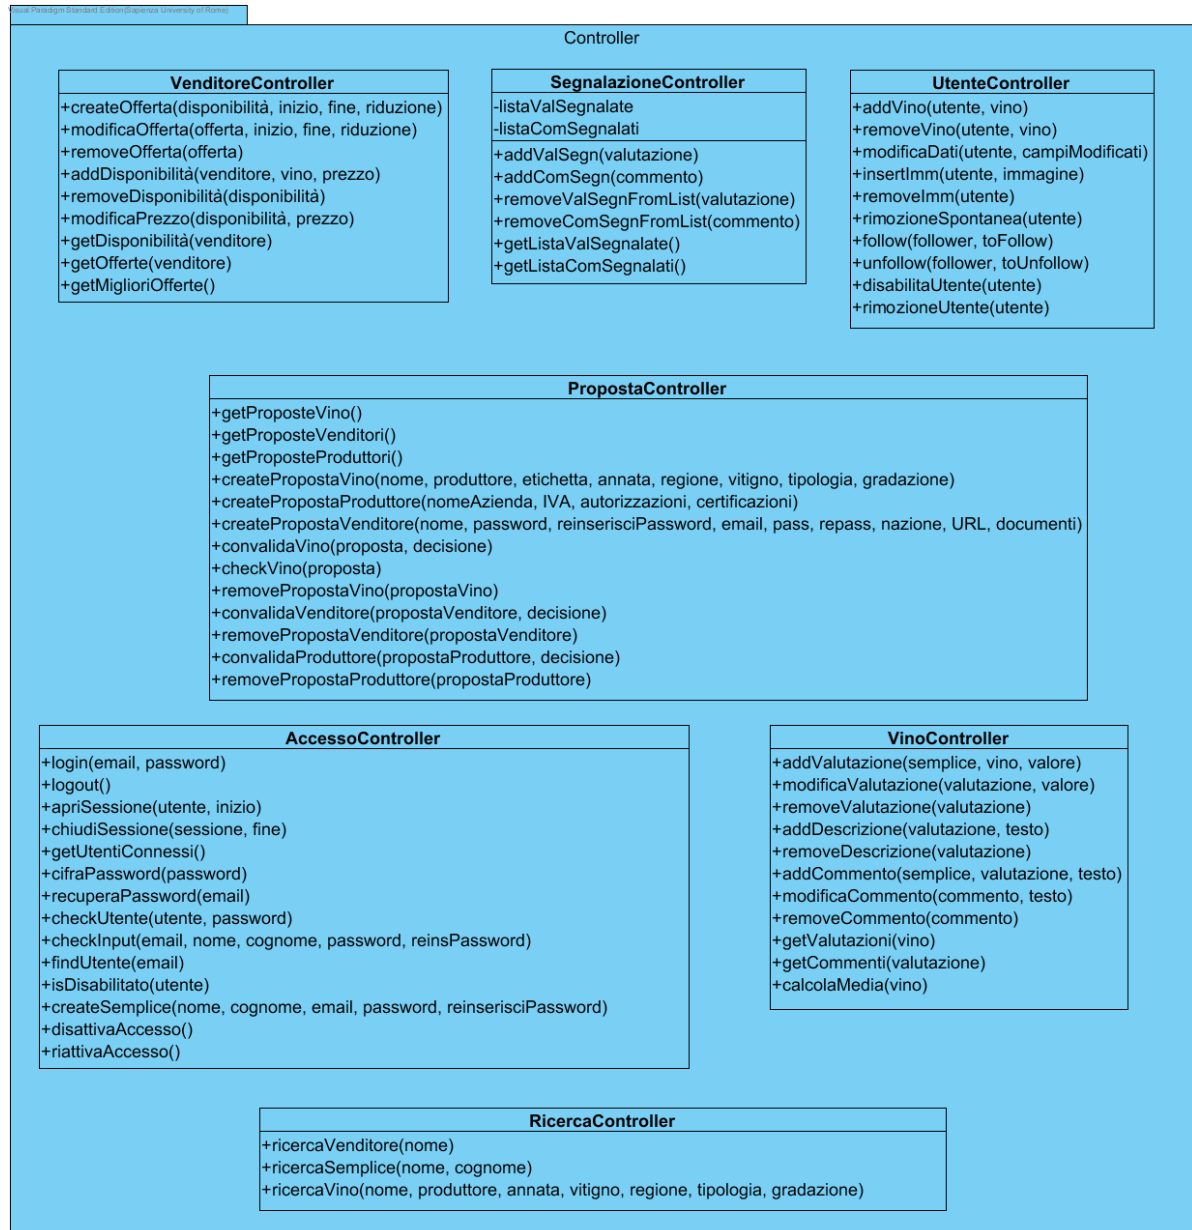 Visual Paradigm Standard Edition(Sapienza University of Rome)
Controller
VenditoreController
+createOfferta(disponibilità, inizio, fine, riduzione)
+modificaOfferta(offerta, inizio, fine, riduzione)
+removeOfferta(offerta)
+addDisponibilità(venditore, vino, prezzo)
+removeDisponibilità(disponibilità)
+modificaPrezzo(disponibilità, prezzo)
+getDisponibilità(venditore)
+getOfferte(venditore)
+getMiglioriOfferte()
SegnalazioneController
-listaValSegnalate
-listaComSegnalati
+addValSegn(valutazione)
+addComSegn(commento)
+removeValSegnFromList(valutazione)
+removeComSegnFromList(commento)
+getListaValSegnalate()
+getListaComSegnalati()
UtenteController
+addVino(utente, vino)
+removeVino(utente, vino)
+modificaDati(utente, campiModificati)
+insertImm(utente, immagine)
+removeImm(utente)
+rimozioneSpontanea(utente)
+follow(follower, toFollow)
+unfollow(follower, toUnfollow)
+disabilitaUtente(utente)
+rimozioneUtente(utente)
PropostaController
+getProposteVino()
+getProposteVenditori()
+getProposteProduttori()
+createPropostaVino(nome, produttore, etichetta, annata, regione, vitigno, tipologia, gradazione)
+createPropostaProduttore(nomeAzienda, IVA, autorizzazioni, certificazioni)
+createPropostaVenditore(nome, password, reinserisciPassword, email, pass, repass, nazione, URL, documenti)
+convalidaVino(proposta, decisione)
+checkVino(proposta)
+removePropostaVino(propostaVino)
+convalidaVenditore(propostaVenditore, decisione)
+removePropostaVenditore(propostaVenditore)
+convalidaProduttore(propostaProduttore, decisione)
+removePropostaProduttore(propostaProduttore)
AccessoController
+login(email, password)
+logout()
+apriSessione(utente, inizio)
+chiudiSessione(sessione, fine)
+getUtentiConnessi()
+cifraPassword(password)
+recuperaPassword(email)
+checkUtente(utente, password)
+checkInput(email, nome, cognome, password, reinsPassword)
+findUtente(email)
+isDisabilitato(utente)
+createSemplice(nome, cognome, email, password, reinserisciPassword)
+disattivaAccesso()
+riattivaAccesso()
VinoController
+addValutazione(semplice, vino, valore)
+modificaValutazione(valutazione, valore)
+removeValutazione(valutazione)
+addDescrizione(valutazione, testo)
+removeDescrizione(valutazione)
+addCommento(semplice, valutazione, testo)
+modificaCommento(commento, testo)
+removeCommento(commento)
+getValutazioni(vino)
+getCommenti(valutazione)
+calcolaMedia(vino)
RicercaController
+ricercaVenditore(nome)
+ricercaSemplice(nome, cognome)
+ricercaVino(nome, produttore, annata, vitigno, regione, tipologia, gradazione)